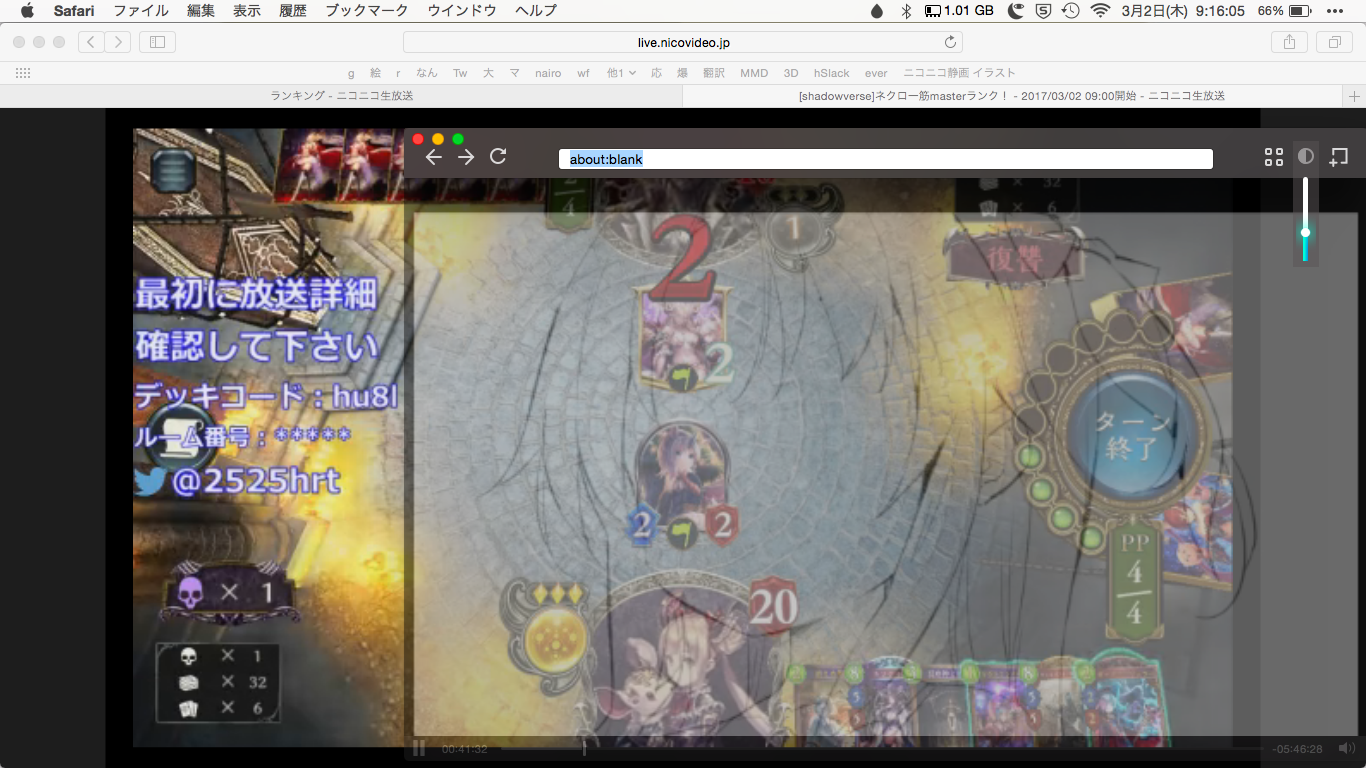 Safari ファイル 編集 表示 履歴 ブックマーク ウインドウ ヘルプ 1.01 GB 3月2日(木) 9:16:05 66%
live.nicovideo.jp
g 絵 r なん Tw 大 マ nairo wf 他1 応 爆 翻訳 MMD 3D hSlack ever ニコニコ静画 イラスト
ランキング - ニコニコ生放送
[shadowverse]ネクロ一筋masterランク！ - 2017/03/02 09:00開始 - ニコニコ生放送
about:blank
4
× 32
× 6
1
復讐
2
2
最初に放送詳細
確認して下さい
デッキコード：hu8l
ルーム番号：*****
@2525hrt
ターン
終了
2 2
PP
4
4
× 1
20
× 1
× 32
× 6
00:41:32
-05:46:28